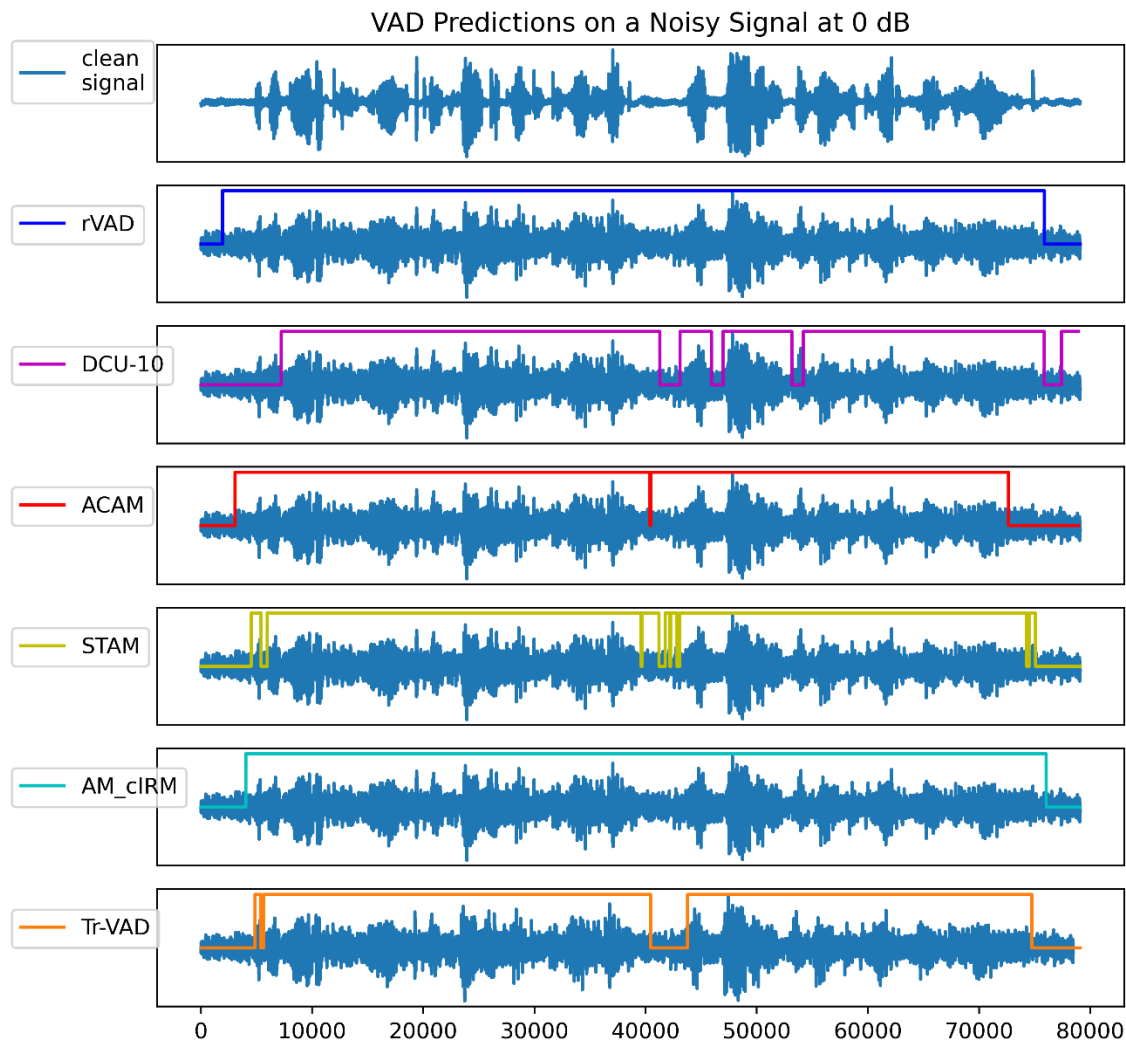 VAD Predictions on a Noisy Signal at 0 dB
clean
signal
rVAD
DCU-10
ACAM
STAM
AM_cIRM
Tr-VAD
0 10000 20000 30000 40000 50000 60000 70000 80000